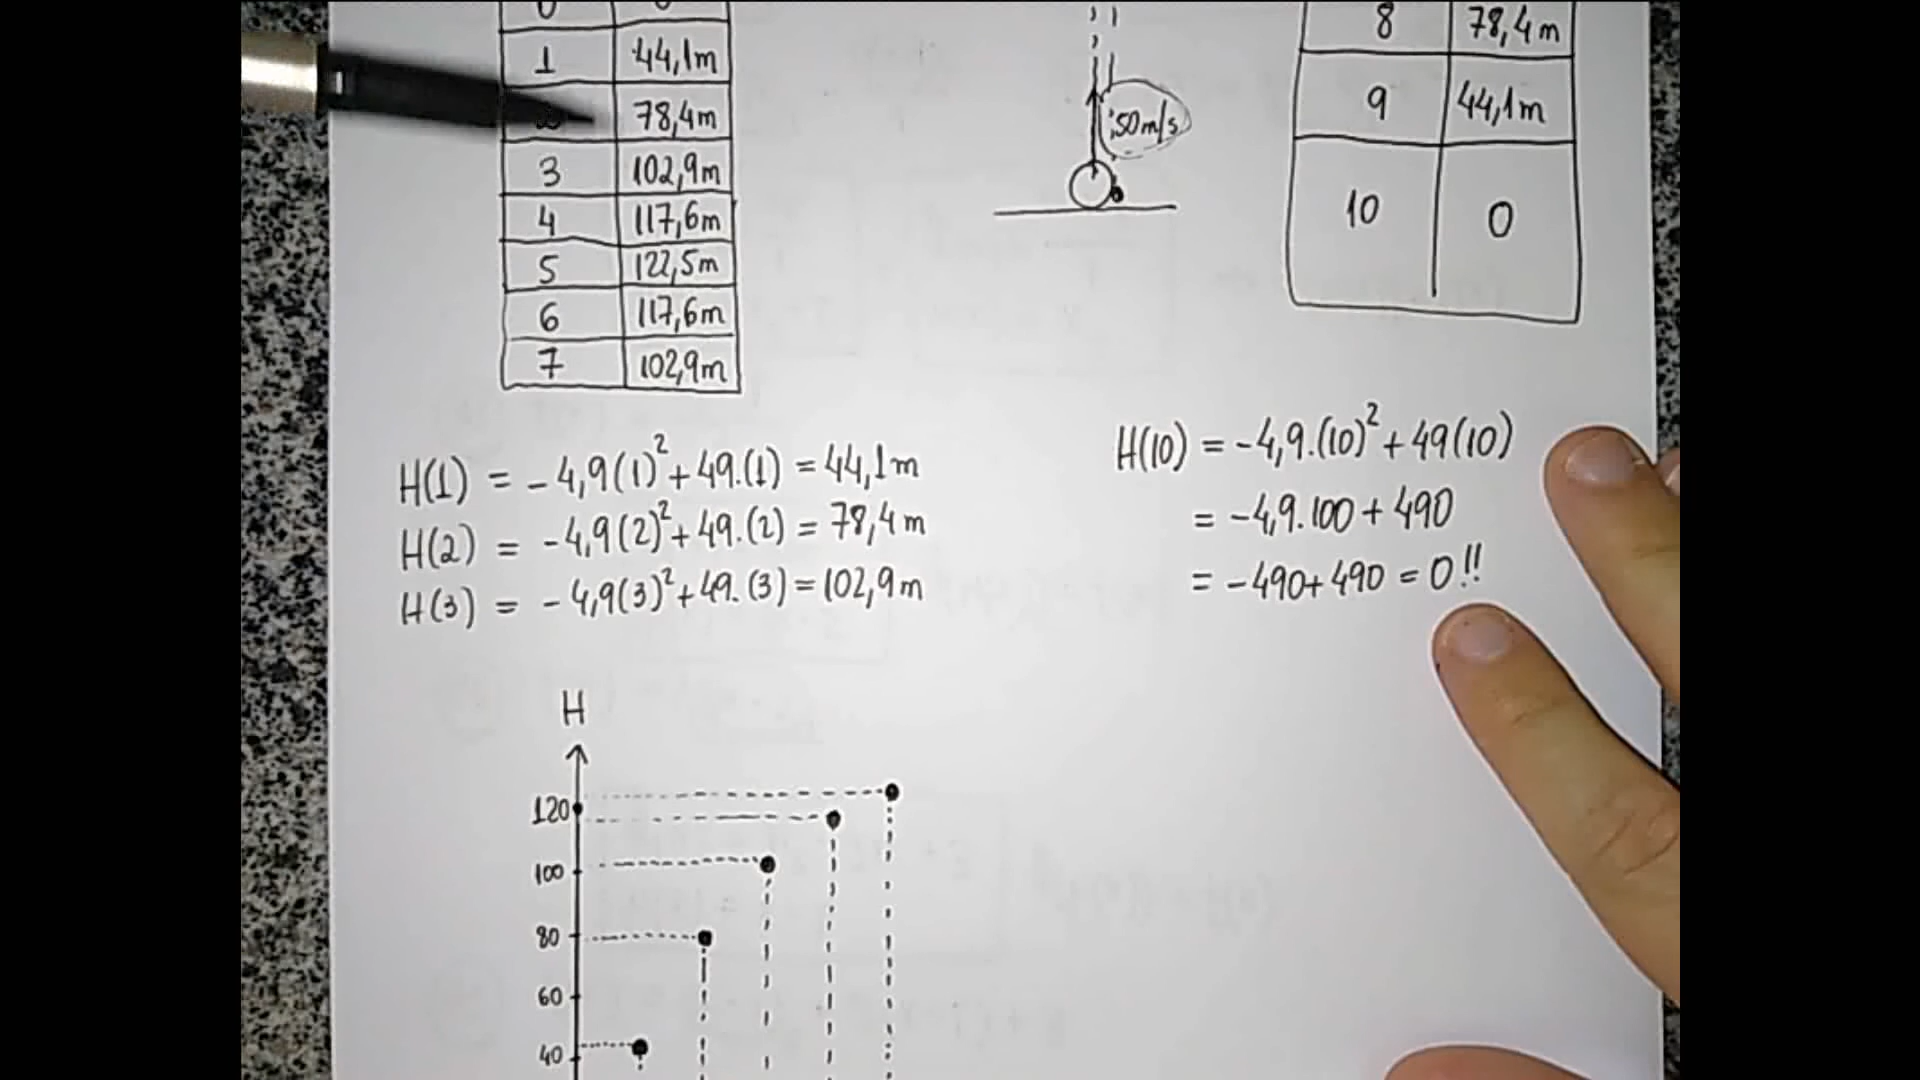 0 0
1 44,1m
78,4m
3 102,9m
4 117,6m
5 122,5m
6 117,6m
7 102,9m
50m/s
8 78,4m
9 44,1m
10 0
H(1) = -4,9(1)²+49.(1) = 44,1m
H(2) = -4,9(2)²+49.(2) = 78,4m
H(3) = -4,9(3)²+49.(3) = 102,9m
H(10) = -4,9.(10)²+49(10)
= -4,9.100+490
= -490+490 = 0!!
H
120
100
80
60
40